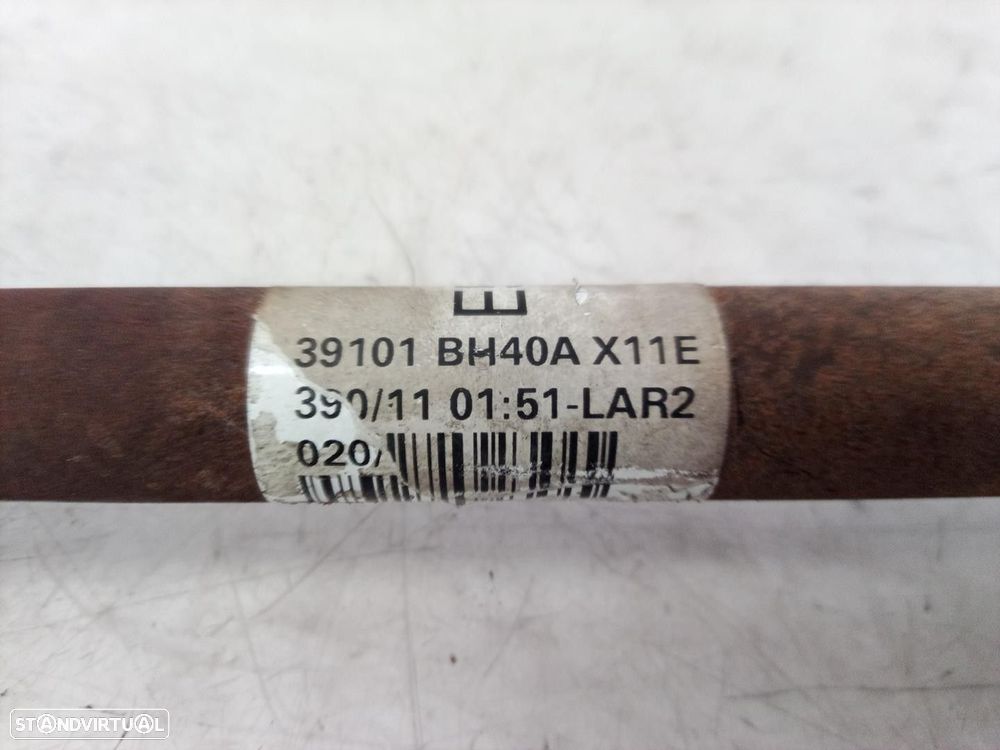 E
39101 BH40A X11E
390/11 01:51-LAR2
020/
STANDVIRTUAL